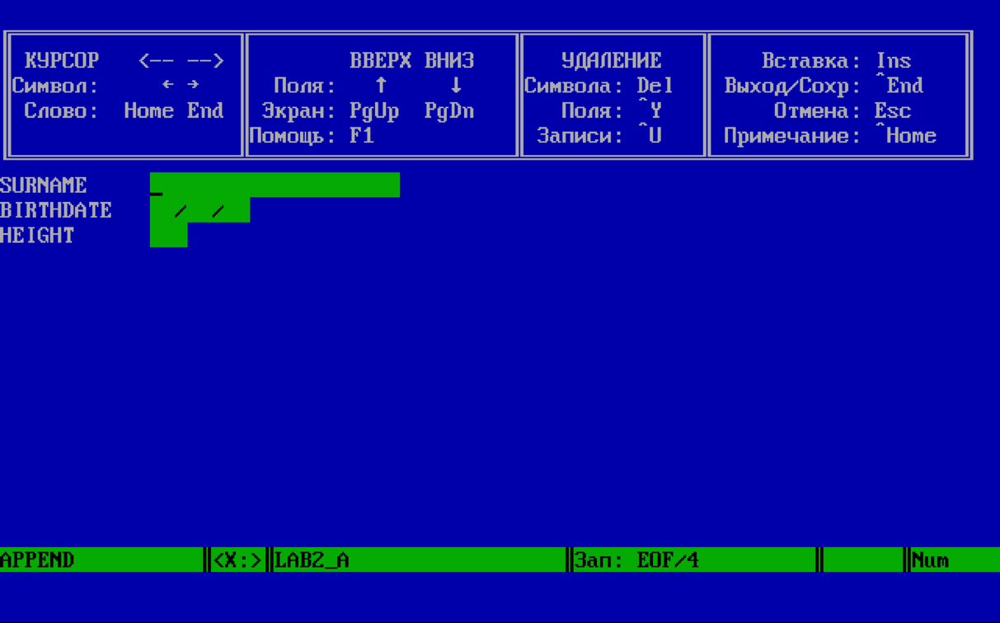 КУРСОР <-- --> ВВЕРХ ВНИЗ УДАЛЕНИЕ Вставка: Ins
Символ: ← → Поля: ↑ ↓ Символа: Del Выход/Сохр: ^End
Слово: Home End Экран: PgUp PgDn Поля: ^Y Отмена: Esc
Помощь: F1 Записи: ^U Примечание: ^Home
SURNAME
BIRTHDATE / /
HEIGHT
APPEND <X:> LAB2_A Зап: EOF/4 Num